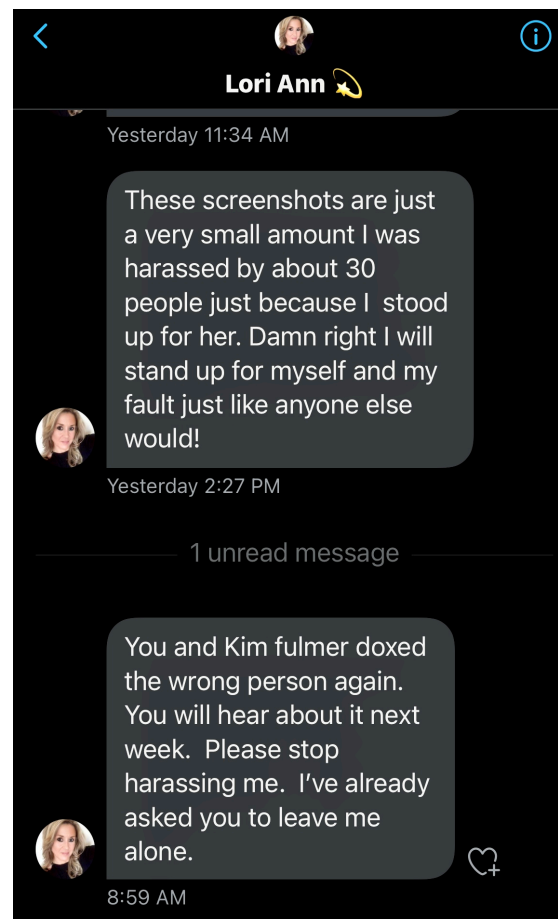 Lori Ann 💫
Yesterday 11:34 AM
These screenshots are just
a very small amount I was
harassed by about 30
people just because I stood
up for her. Damn right I will
stand up for myself and my
fault just like anyone else
would!
Yesterday 2:27 PM
1 unread message
You and Kim fulmer doxed
the wrong person again.
You will hear about it next
week. Please stop
harassing me. I’ve already
asked you to leave me
alone.
8:59 AM